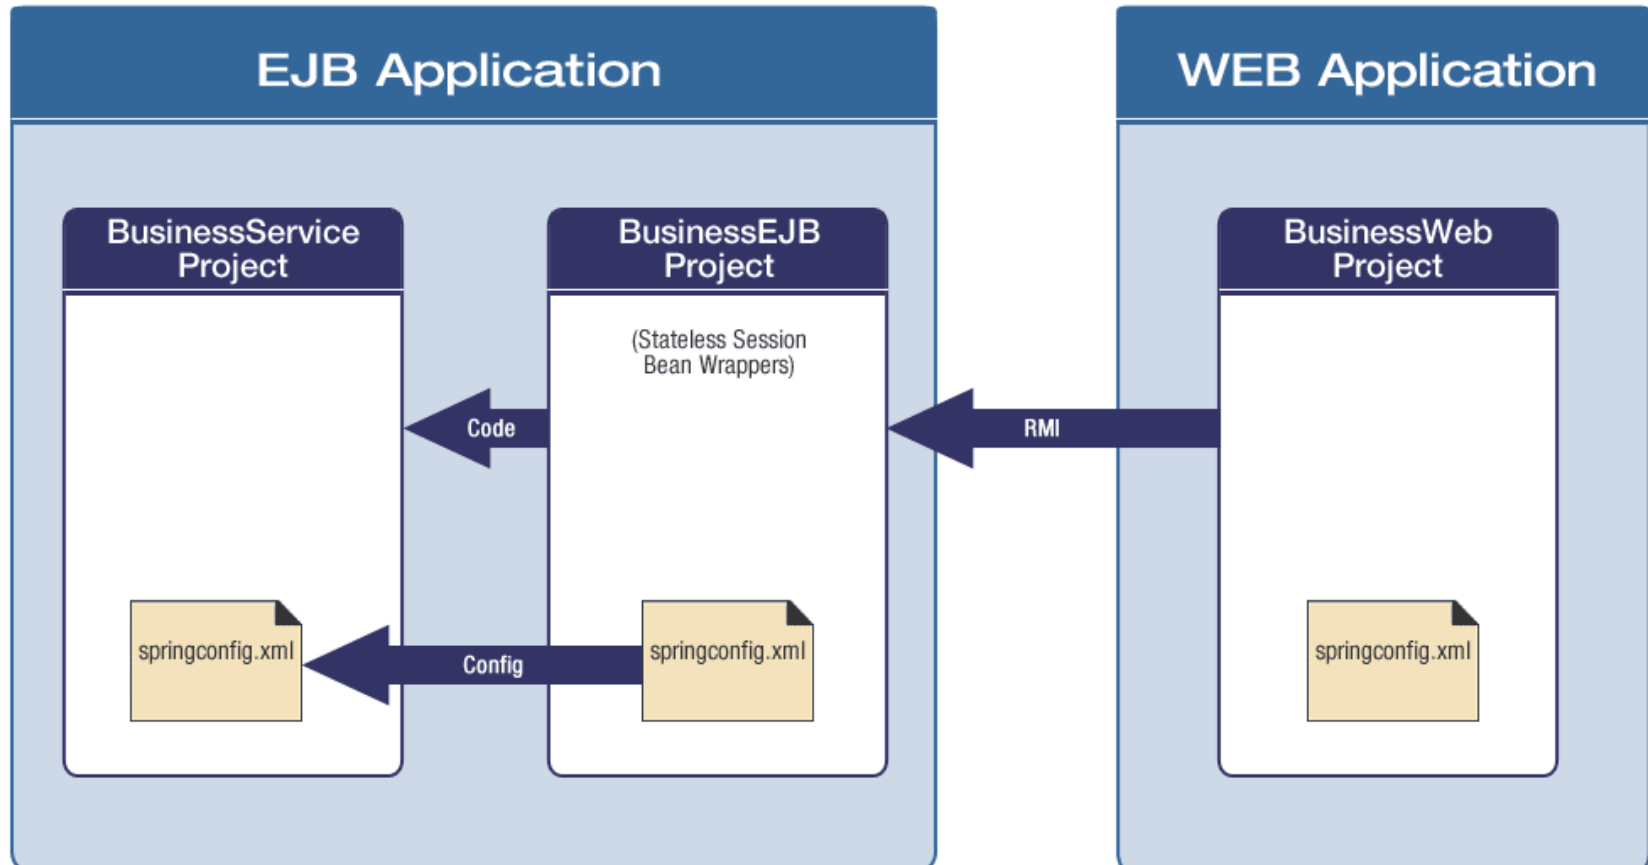 EJB Application
WEB Application
BusinessService
Project
BusinessEJB
Project
BusinessWeb
Project
(Stateless Session
Bean Wrappers)
Code
RMI
springconfig.xml
Config
springconfig.xml
springconfig.xml